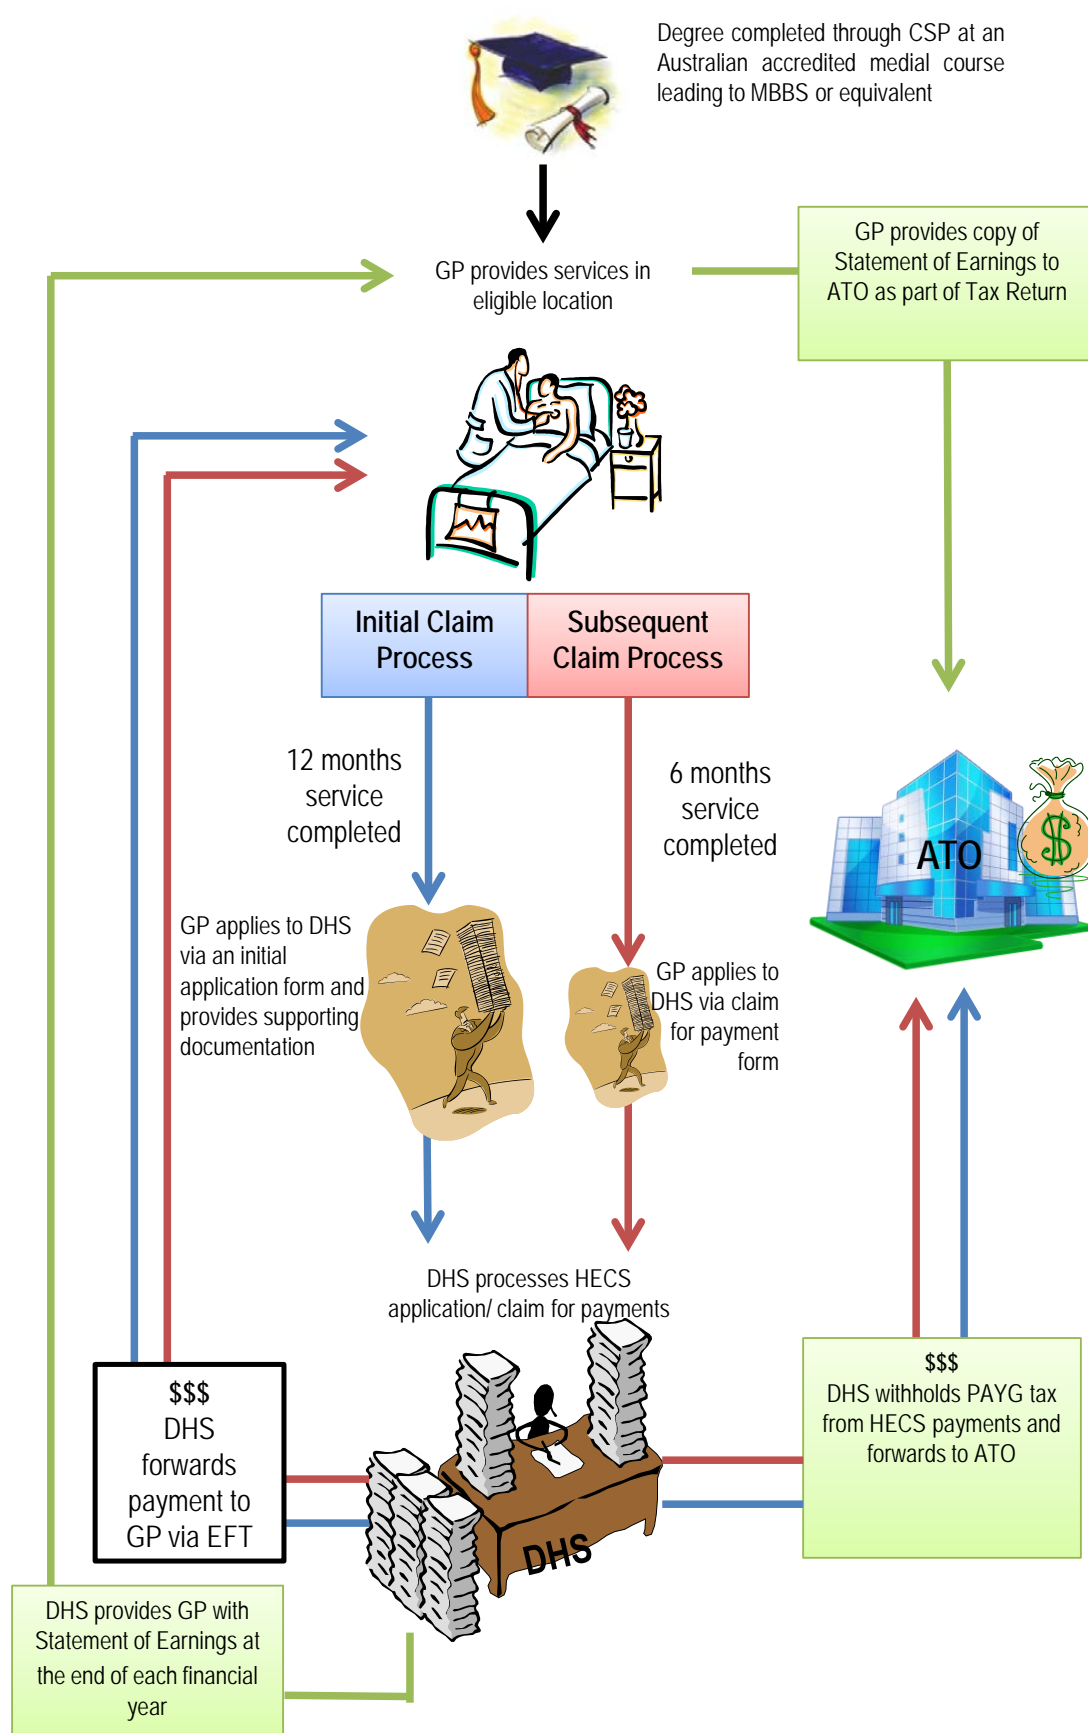 Degree completed through CSP at an
Australian accredited medial course
leading to MBBS or equivalent
GP provides services in
eligible location
GP provides copy of
Statement of Earnings to
ATO as part of Tax Return
Initial Claim
Process
Subsequent
Claim Process
12 months
service
completed
6 months
service
completed
ATO
$
GP applies to DHS
via an initial
application form and
provides supporting
documentation
GP applies to
DHS via claim
for payment
form
DHS processes HECS
application/ claim for payments
$$$
DHS
forwards
payment to
GP via EFT
$$$
DHS withholds PAYG tax
from HECS payments and
forwards to ATO
DHS
DHS provides GP with
Statement of Earnings at
the end of each financial
year